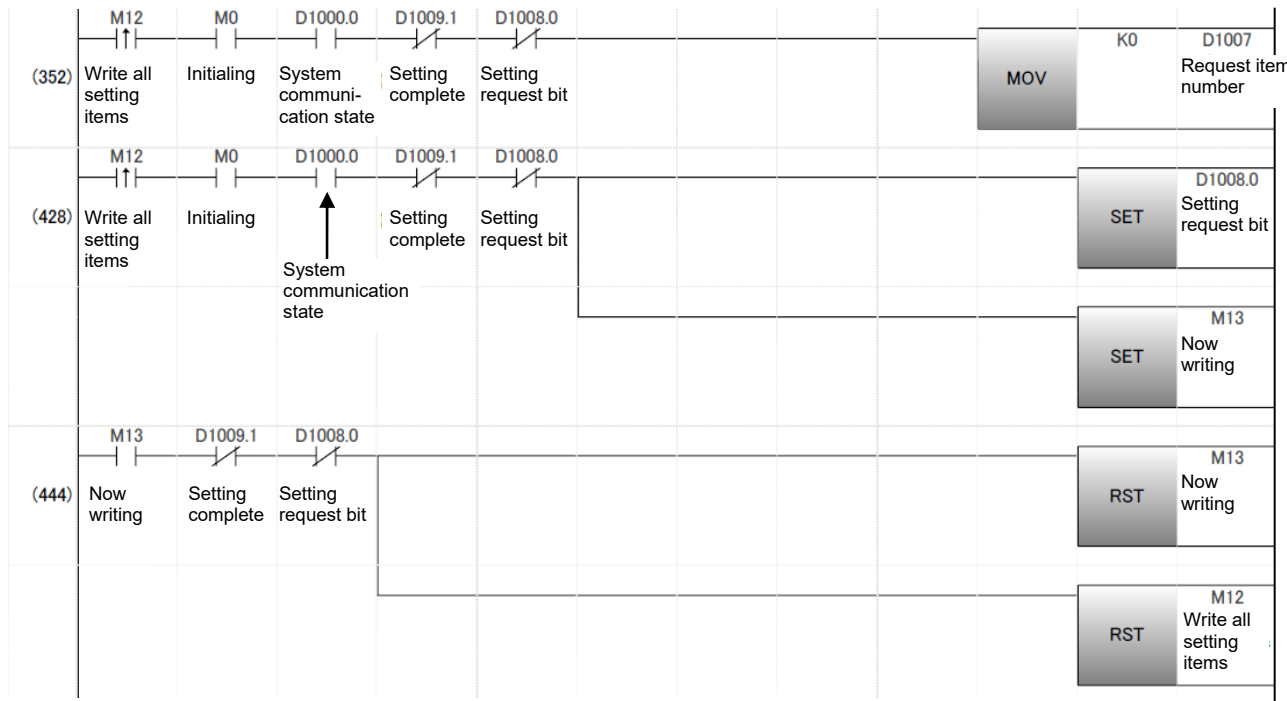 M12 M0 D1000.0 D1009.1 D1008.0
K0 D1007
(352) Write all Initialing System Setting Setting MOV Request item
setting communi- complete request bit number
items cation state
M12 M0 D1000.0 D1009.1 D1008.0
D1008.0
(428) Write all Initialing Setting Setting SET Setting
setting complete request bit request bit
items
System
communication
state
M13
SET Now
writing
M13 D1009.1 D1008.0
M13
(444) Now Setting Setting RST Now
writing complete request bit writing
M12
RST Write all
setting
items